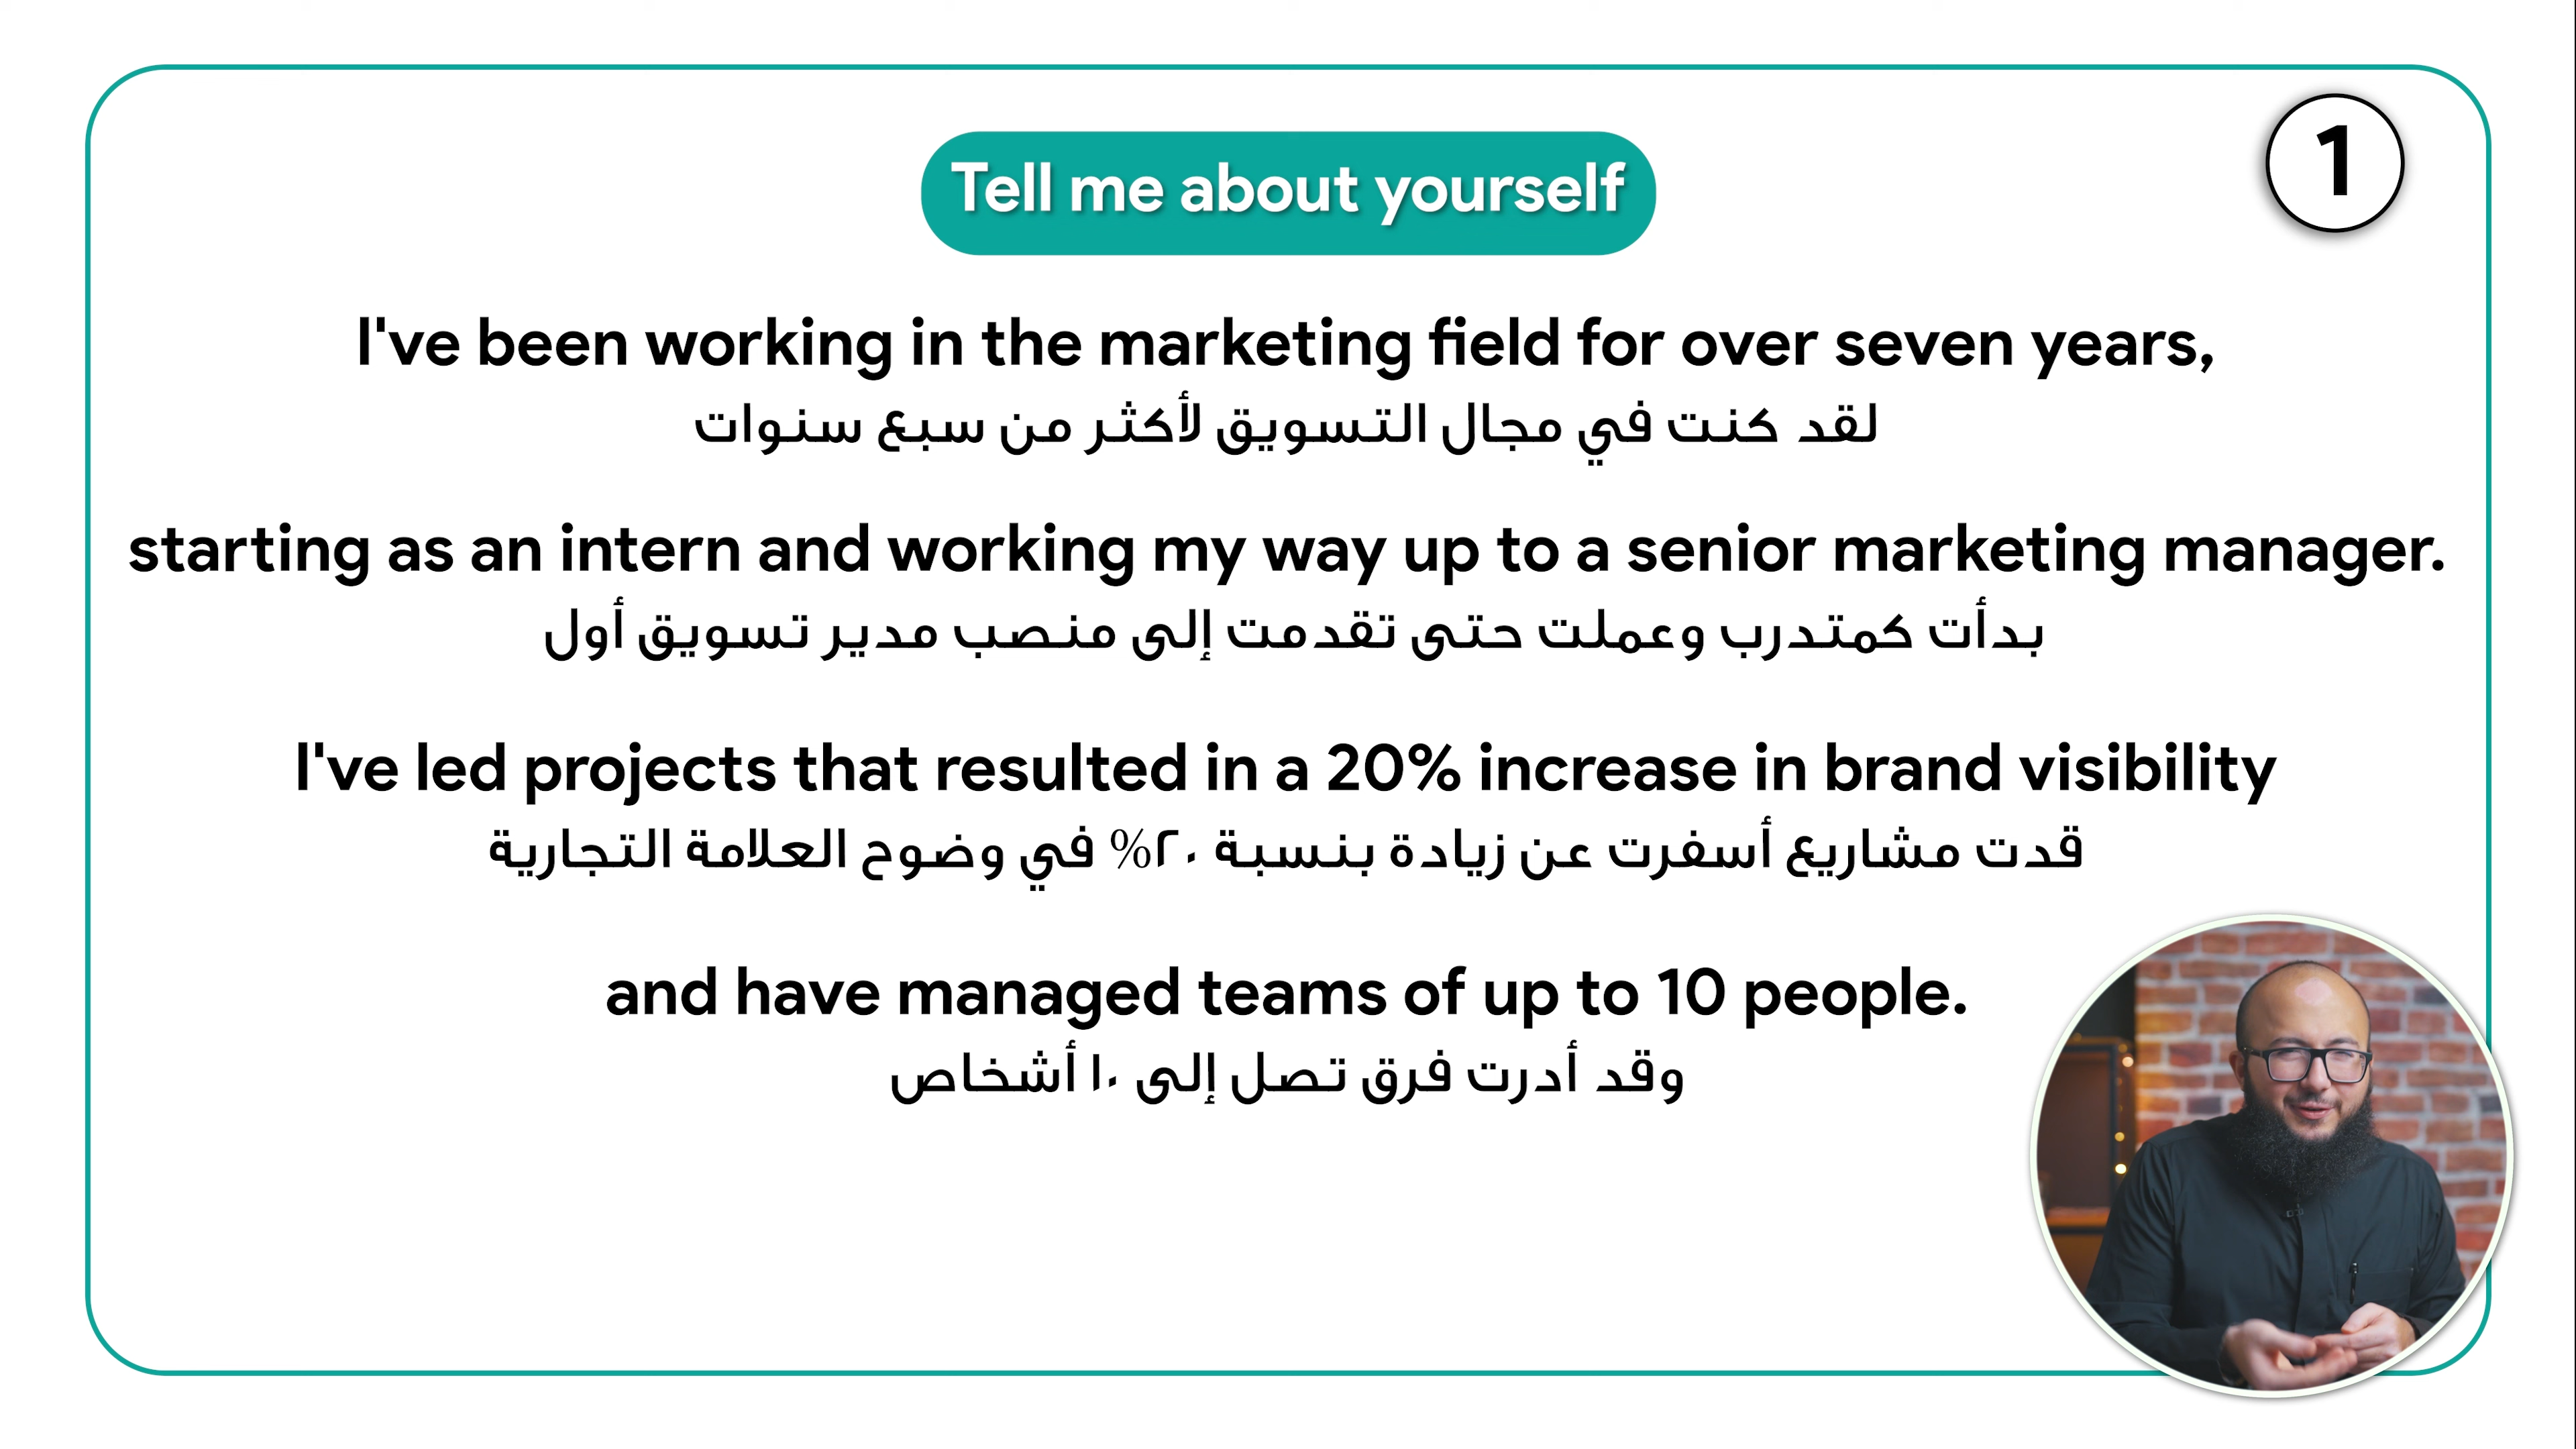 1
Tell me about yourself
I've been working in the marketing field for over seven years,
لقد كنت في مجال التسويق لأكثر من سبع سنوات
starting as an intern and working my way up to a senior marketing manager.
بدأت كمتدرب وعملت حتى تقدمت إلى منصب مدير تسويق أول
I've led projects that resulted in a 20% increase in brand visibility
قدت مشاريع أسفرت عن زيادة بنسبة ٢٠% في وضوح العلامة التجارية
and have managed teams of up to 10 people.
وقد أدرت فرق تصل إلى ١٠ أشخاص